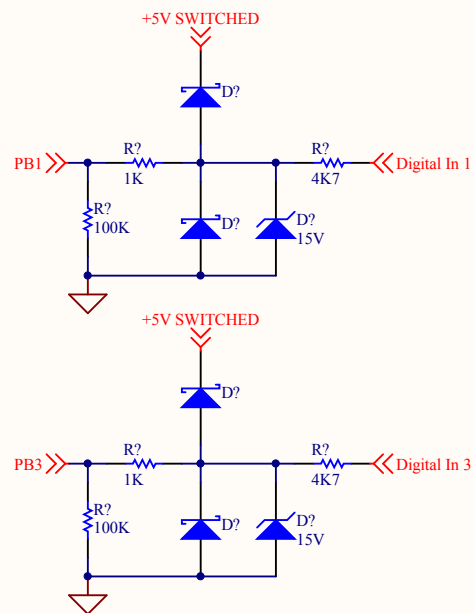 +5V SWITCHED
D?
R?
R?
PB1
Digital In 1
1K
4K7
R?
100K
D?
D?
15V
+5V SWITCHED
D?
R?
R?
PB3
Digital In 3
1K
4K7
R?
100K
D?
D?
15V